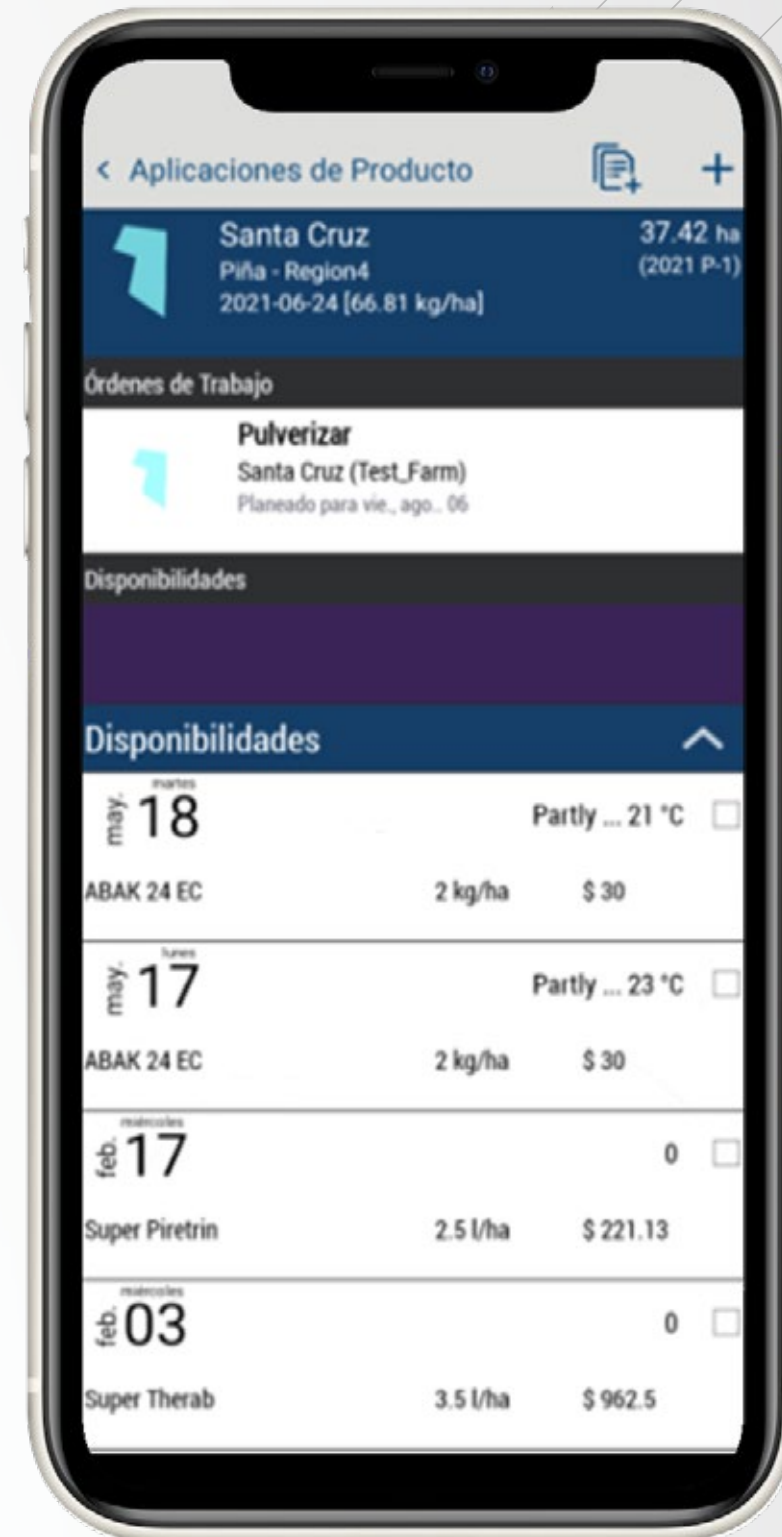 < Aplicaciones de Producto +
Santa Cruz 37.42 ha
Piña - Region4 (2021 P-1)
2021-06-24 [66.81 kg/ha]
Órdenes de Trabajo
Pulverizar
Santa Cruz (Test_Farm)
Planeado para vie., ago.. 06
Disponibilidades
Disponibilidades
martes
may. 18 Partly ... 21 °C
ABAK 24 EC 2 kg/ha $ 30
lunes
may. 17 Partly ... 23 °C
ABAK 24 EC 2 kg/ha $ 30
miércoles
feb. 17 0
Super Piretrin 2.5 l/ha $ 221.13
miércoles
feb. 03 0
Super Therab 3.5 l/ha $ 962.5